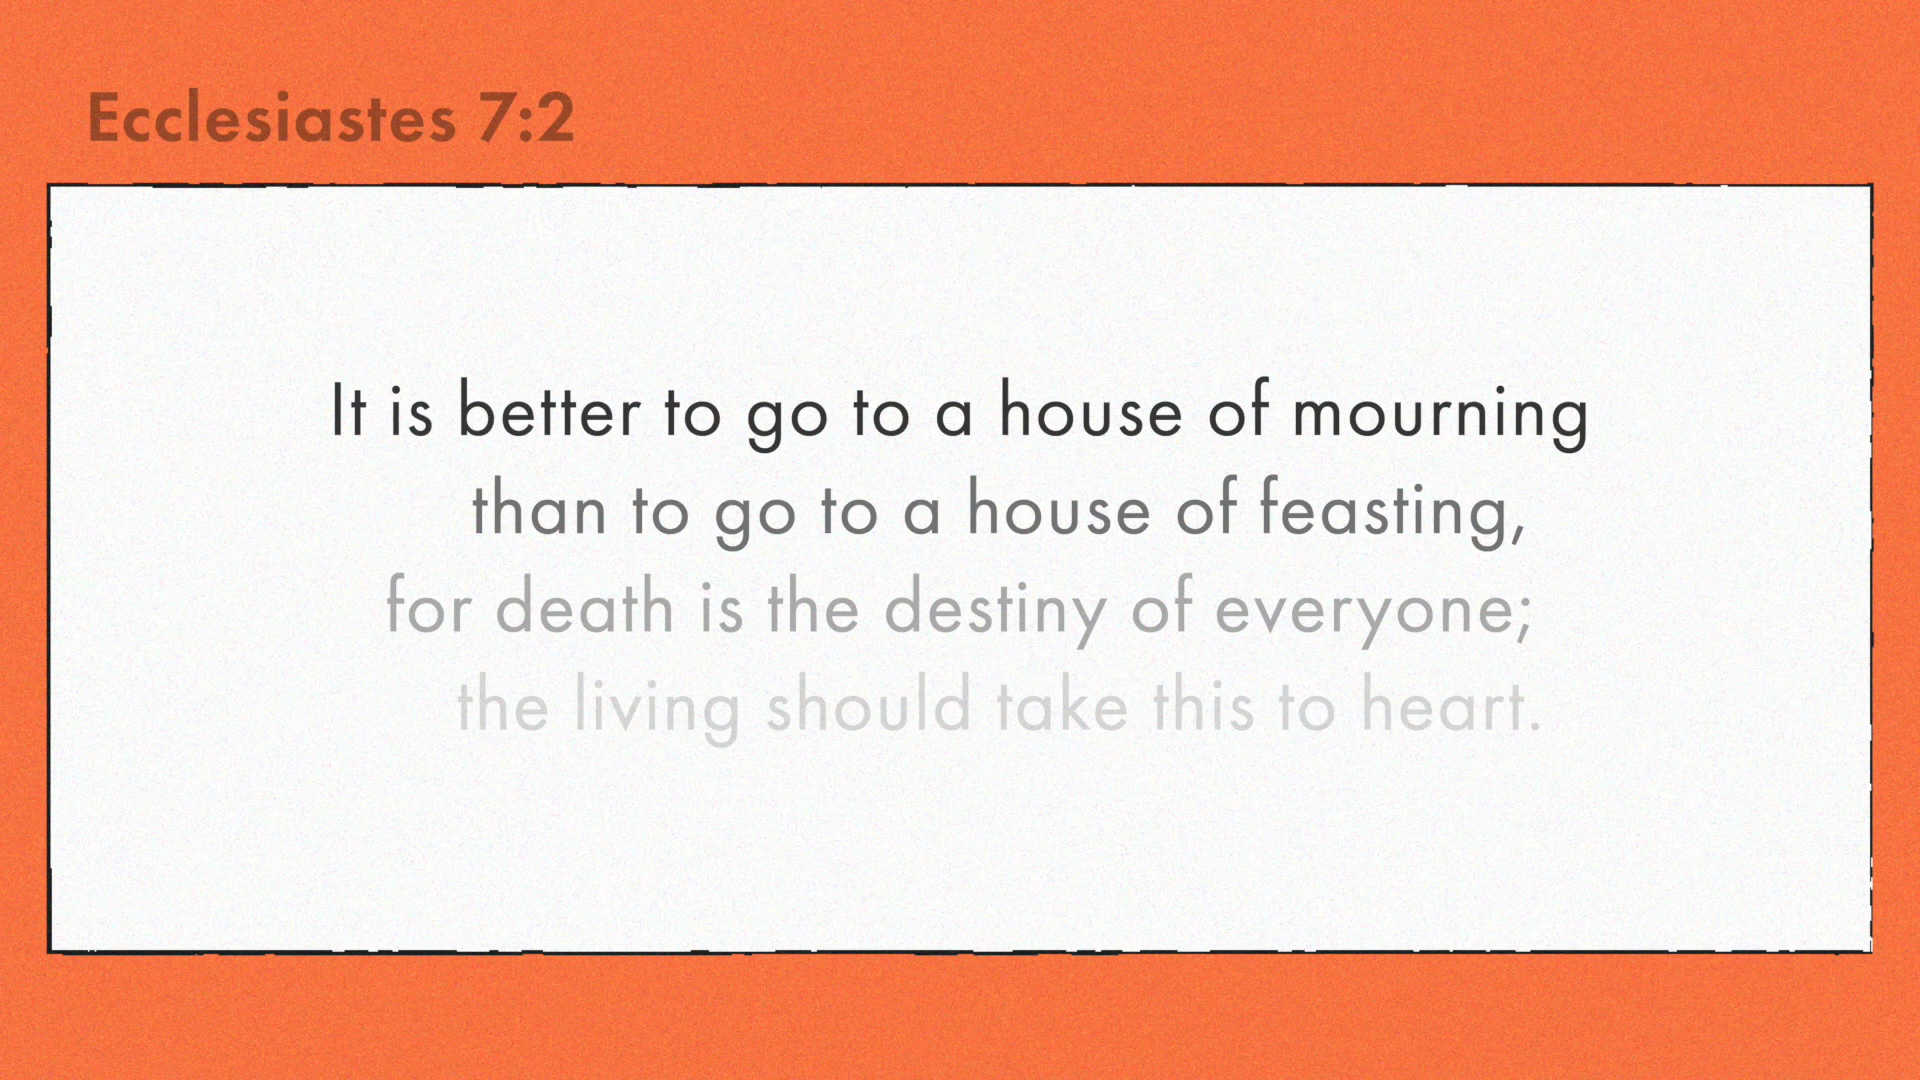 Ecclesiastes 7:2
It is better to go to a house of mourning
than to go to a house of feasting,
for death is the destiny of everyone;
the living should take this to heart.